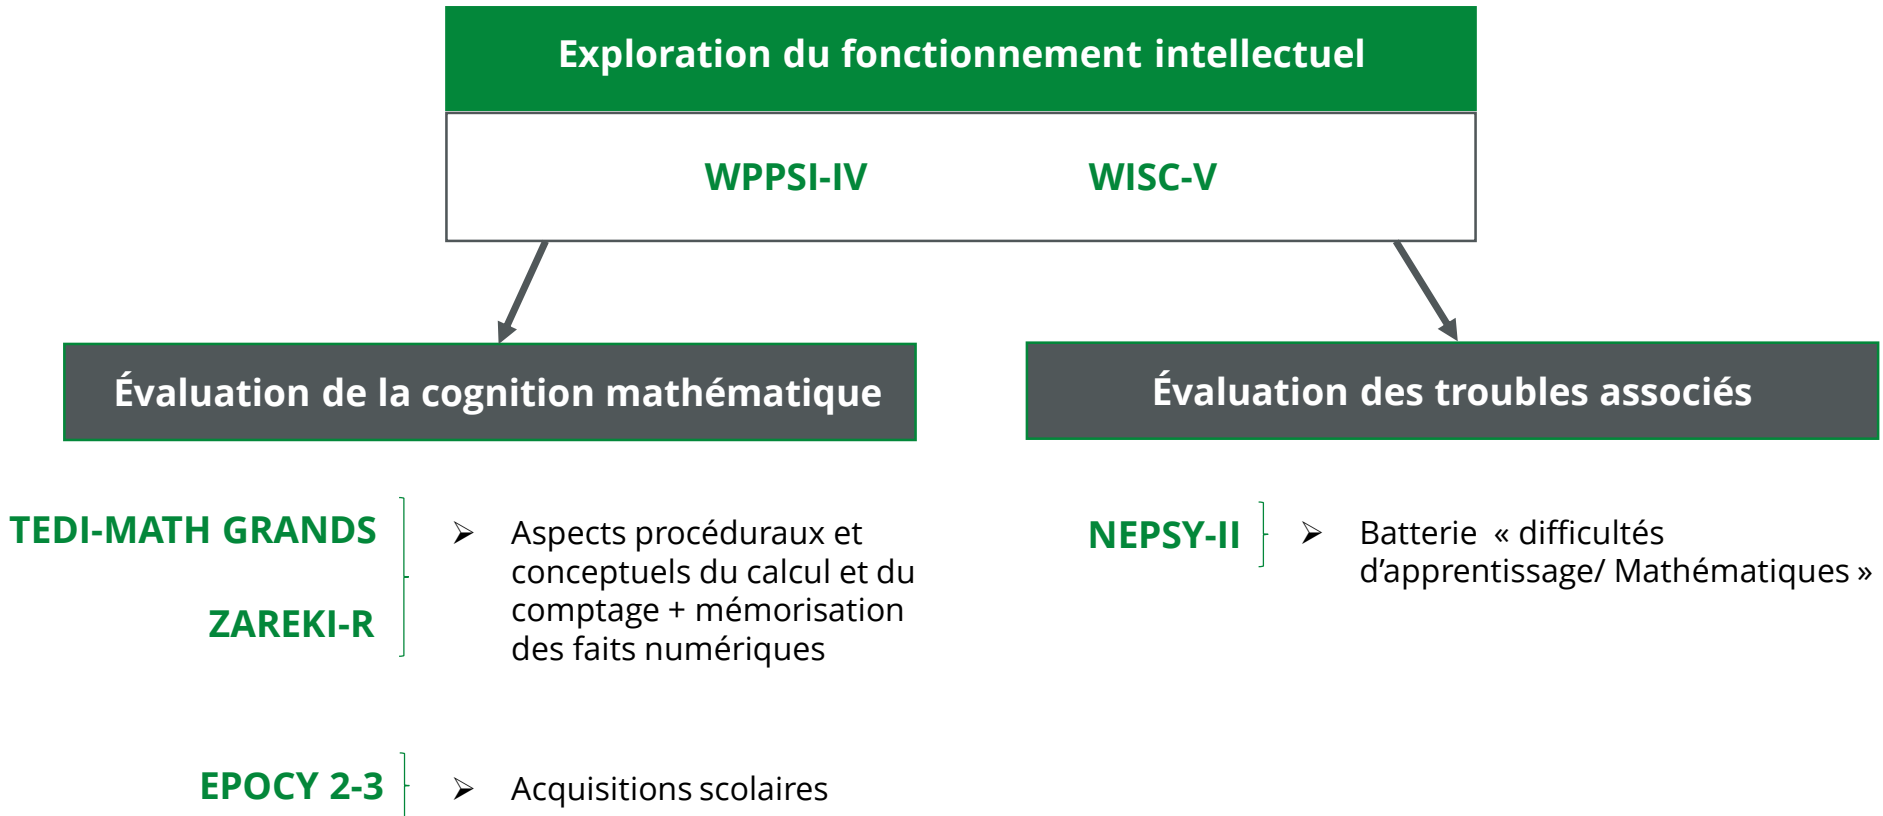 Exploration du fonctionnement intellectuel
WPPSI-IV
WISC-V
Évaluation de la cognition mathématique
TEDI-MATH GRANDS
ZAREKI-R
Aspects procéduraux et
conceptuels du calcul et du
comptage + mémorisation
des faits numériques
EPOCY 2-3
Acquisitions scolaires
Évaluation des troubles associés
NEPSY-II
Batterie « difficultés
d’apprentissage/ Mathématiques »